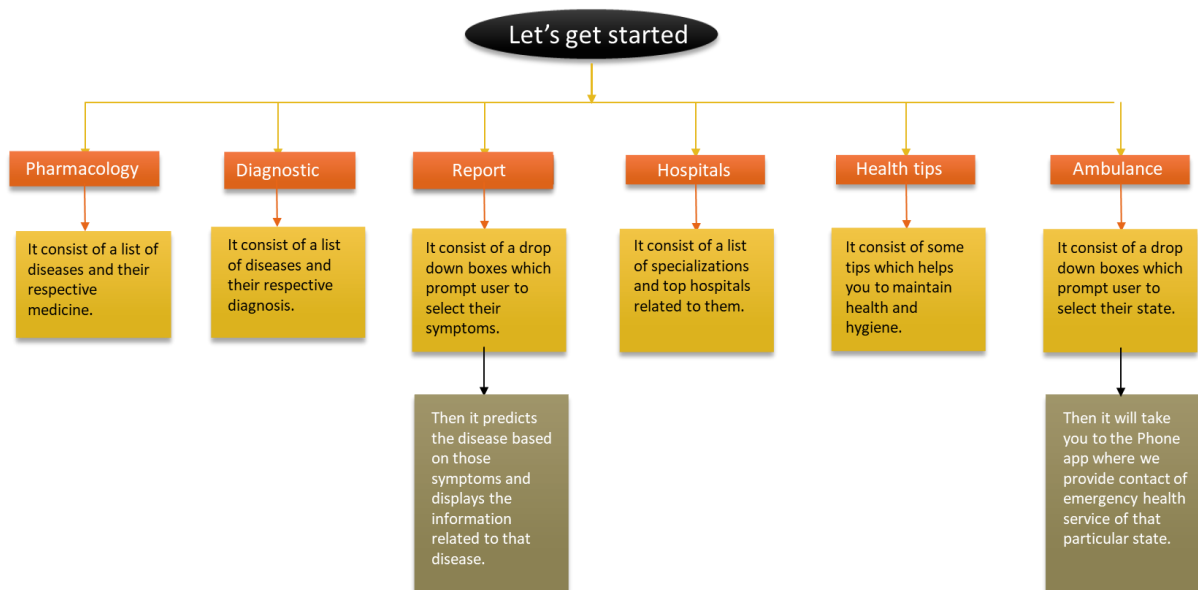 Let's get started
Pharmacology
Diagnostic
Report
Hospitals
Health tips
Ambulance
It consist of a list of
diseases and their
respective
medicine.
It consist of a list
of diseases and
their respective
diagnosis.
It consist of a drop
down boxes which
prompt user to
select their
symptoms.
It consist of a list
of specializations
and top hospitals
related to them.
It consist of some
tips which helps
you to maintain
health and
hygiene.
It consist of a drop
down boxes which
prompt user to
select their state.
Then it predicts
the disease based
on those
symptoms and
displays the
information
related to that
disease.
Then it will take
you to the Phone
app where we
provide contact of
emergency health
service of that
particular state.